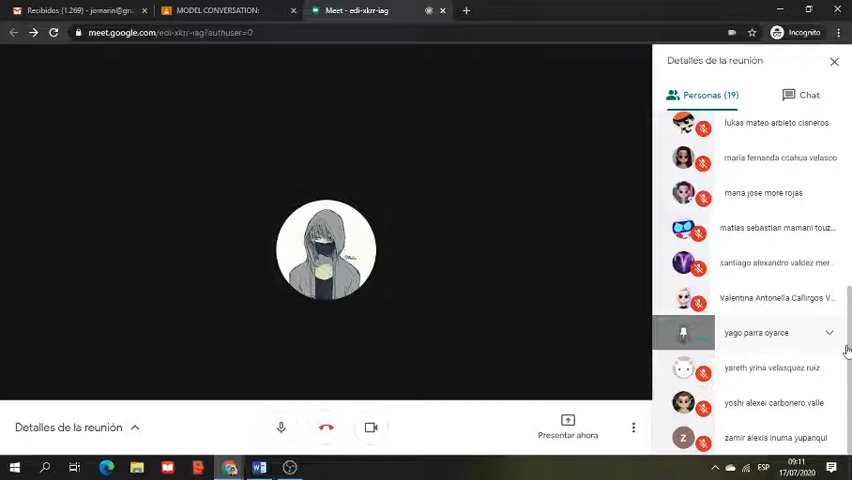 Recibidos (1.269) - jomarin@gn
MODEL CONVERSATION:
Meet - edi-xkrr-iag
meet.google.com/edi-xkrr-iag?authuser=0
Incognito
Detalles de la reunión
Personas (19)
Chat
lukas mateo arbieto cisneros
maria fernanda ccahua velasco
maria jose more rojas
matias sebastian mamani touz...
santiago alexandro valdez mer...
Valentina Antonella Callirgos V...
yago parra oyarce
yareth yrina velasquez ruiz
yoshi alexei carbonero valle
z
zamir alexis inuma yupanqui
Detalles de la reunión
Presentar ahora
ESP
09:11
17/07/2020